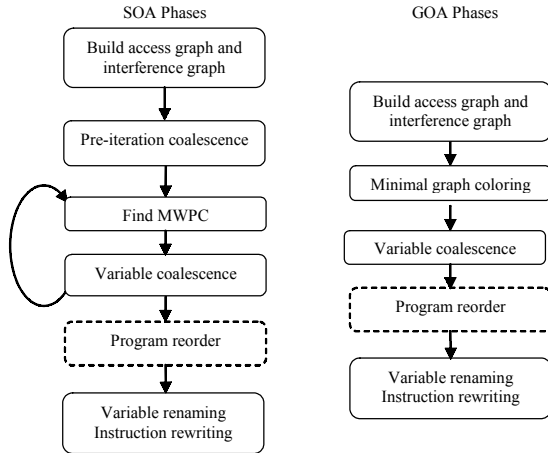 SOA Phases
Build access graph and
interference graph
Pre-iteration coalescence
Find MWPC
Variable coalescence
Program reorder
Variable renaming
Instruction rewriting
GOA Phases
Build access graph and
interference graph
Minimal graph coloring
Variable coalescence
Program reorder
Variable renaming
Instruction rewriting